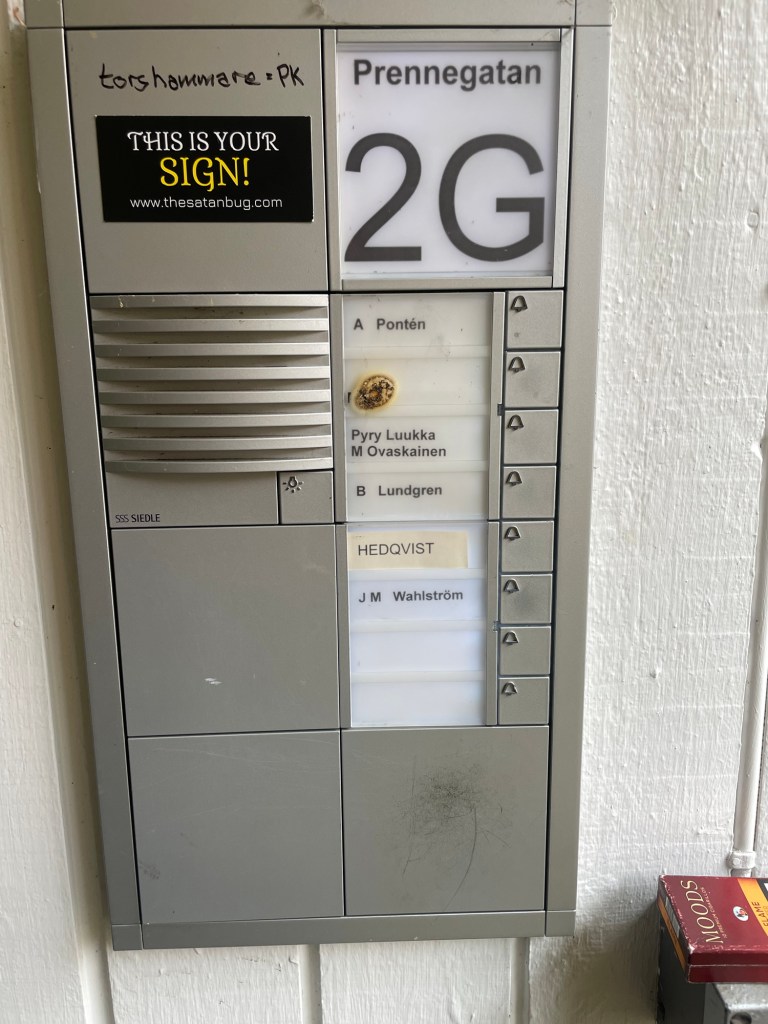 torshammare = PK
THIS IS YOUR
SIGN!
www.thesatanbug.com
Prennegatan
2G
A Pontén
Pyry Luukka
M Ovaskainen
B Lundgren
HEDQVIST
J M Wahlström
SSS SIEDLE
MOODS
FLAME